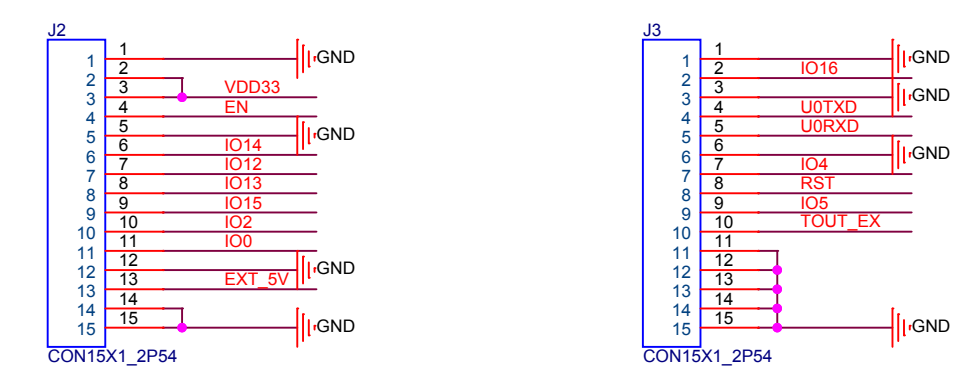 J2
1 1 GND
2 2
3 3 VDD33
4 4 EN
5 5 GND
6 6 IO14
7 7 IO12
8 8 IO13
9 9 IO15
10 10 IO2
11 11 IO0
12 12 GND
13 13 EXT_5V
14 14
15 15 GND
CON15X1_2P54
J3
1 1 GND
2 2 IO16
3 3 GND
4 4 U0TXD
5 5 U0RXD
6 6 GND
7 7 IO4
8 8 RST
9 9 IO5
10 10 TOUT_EX
11 11
12 12
13 13
14 14
15 15 GND
CON15X1_2P54